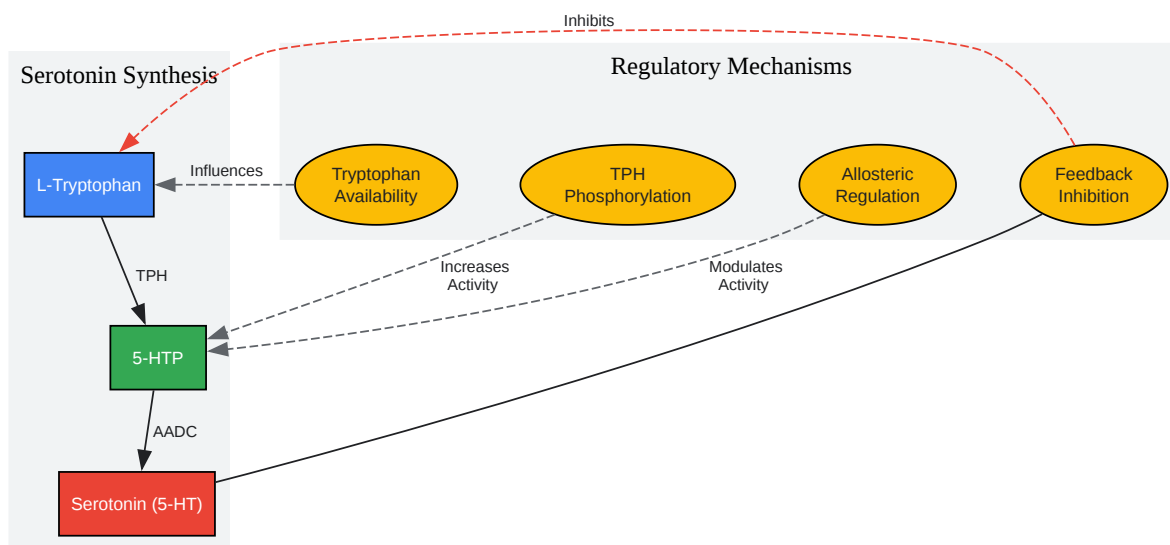 Inhibits
Serotonin Synthesis
Regulatory Mechanisms
L-Tryptophan
Influences
Tryptophan
Availability
TPH
Phosphorylation
Allosteric
Regulation
Feedback
Inhibition
TPH
Increases
Activity
Modulates
Activity
5-HTP
AADC
Serotonin (5-HT)